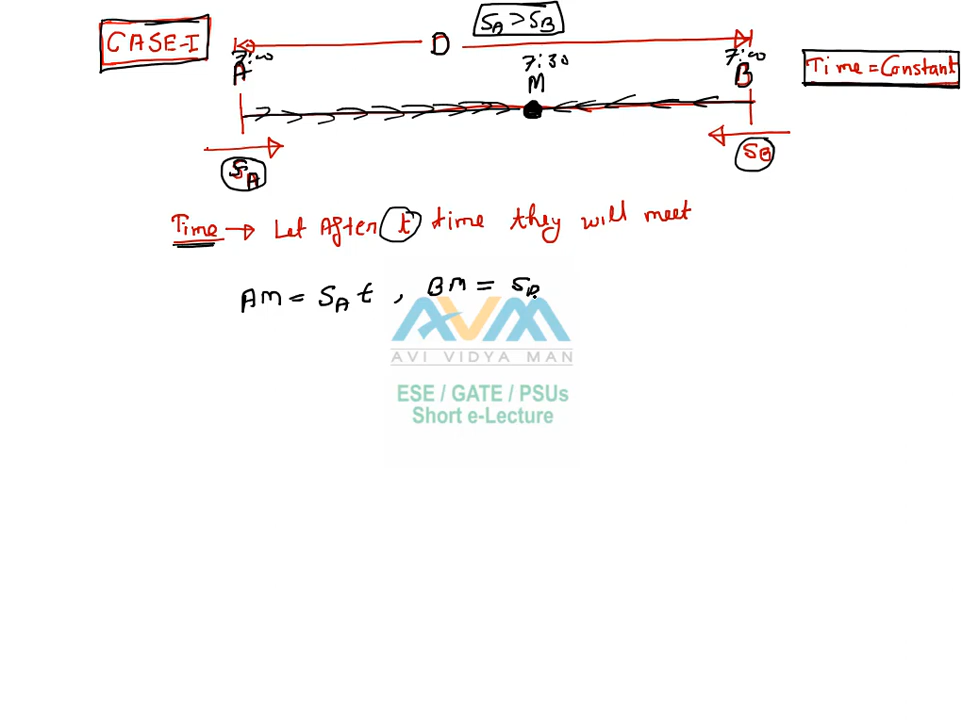 CASE-I
SA > SB
D
7:00
7:30
7:00
A
M
B
Time = Constant
SA
SB
Time → Let After t time they will meet
AM = SA t , BM = SB
AVM
AVI VIDYA MAN
ESE / GATE / PSUs
Short e-Lecture